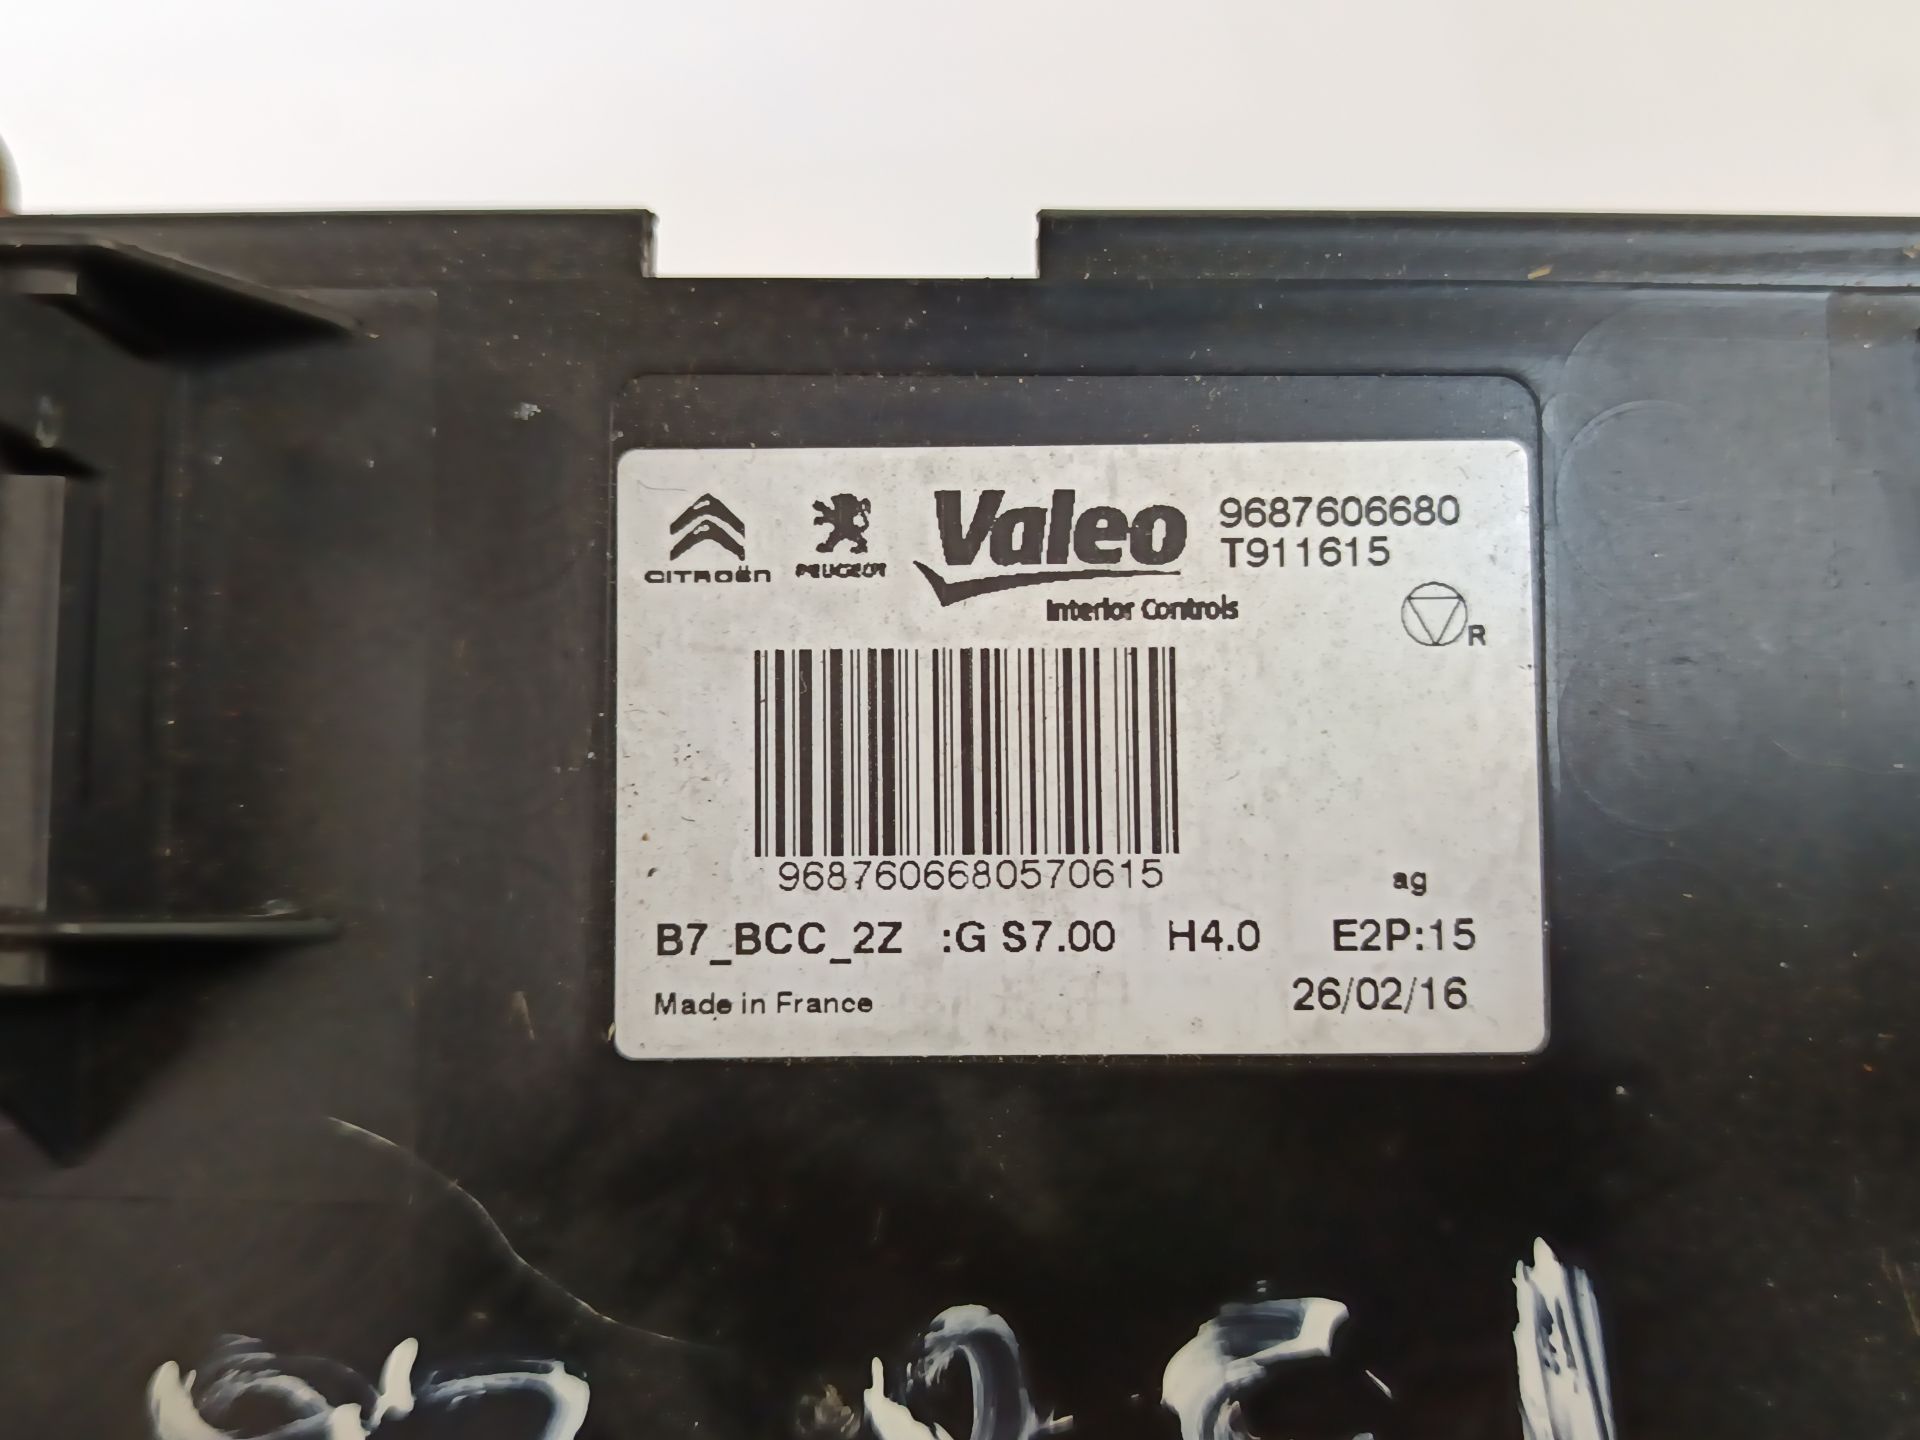 CITROËN
PEUGEOT
Valeo
Interior Controls
9687606680
T911615
R
9687606680570615
ag
B7_BCC_2Z :G S7.00 H4.0 E2P:15
Made in France
26/02/16